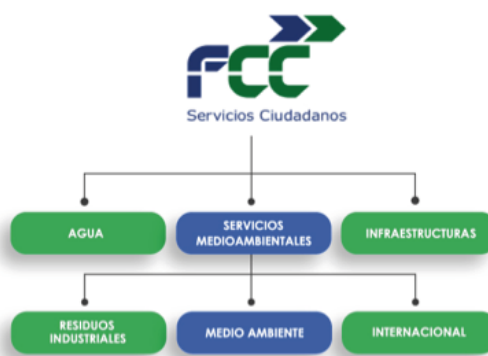 FCC
Servicios Ciudadanos
AGUA
SERVICIOS
MEDIOAMBIENTALES
INFRAESTRUCTURAS
RESIDUOS
INDUSTRIALES
MEDIO AMBIENTE
INTERNACIONAL